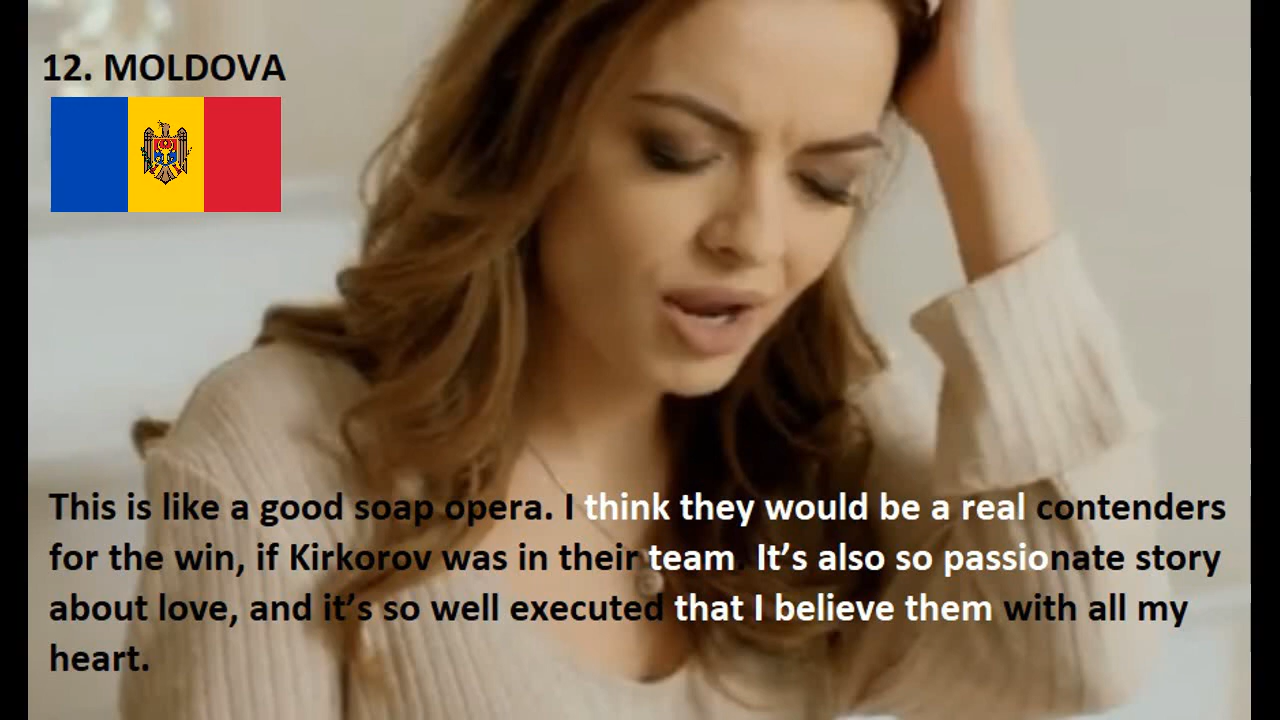 12. MOLDOVA
This is like a good soap opera. I think they would be a real contenders
for the win, if Kirkorov was in their team. It’s also so passionate story
about love, and it’s so well executed that I believe them with all my
heart.